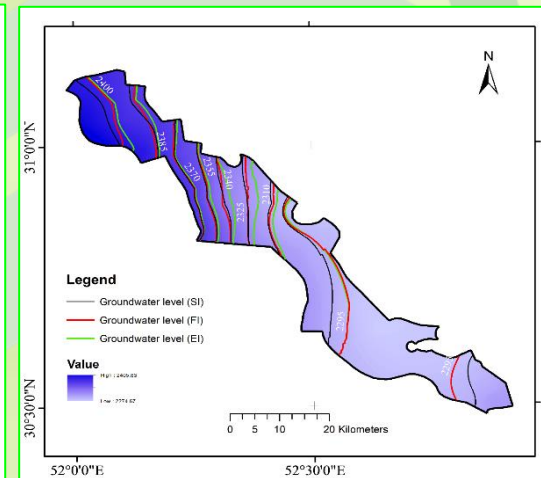 N
31°0'0"N
30°30'0"N
2400
2385
2370
2355
2340
2325
2310
2295
Legend
Groundwater level (SI)
Groundwater level (FI)
Groundwater level (EI)
Value
0 5 10 20 Kilometers
52°0'0"E
52°30'0"E